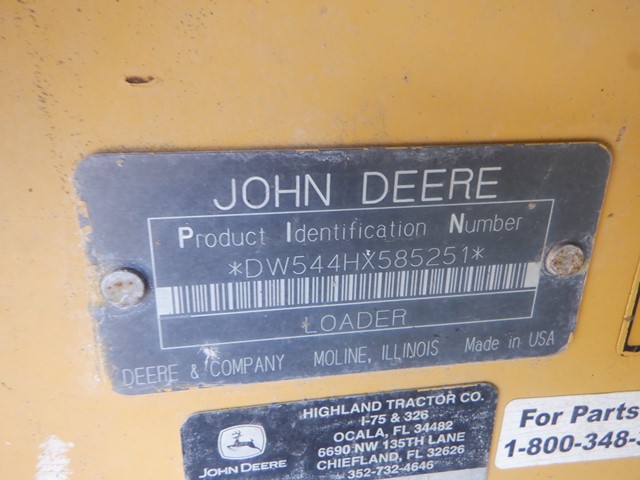 JOHN DEERE
Product Identification Number
*DW544HX585251*
LOADER
DEERE & COMPANY MOLINE, ILLINOIS Made in USA
JOHN DEERE
HIGHLAND TRACTOR CO.
I-75 & 326
OCALA, FL 34482
6690 NW 135TH LANE
CHIEFLAND, FL 32626
352-732-4646
For Parts
1-800-348-